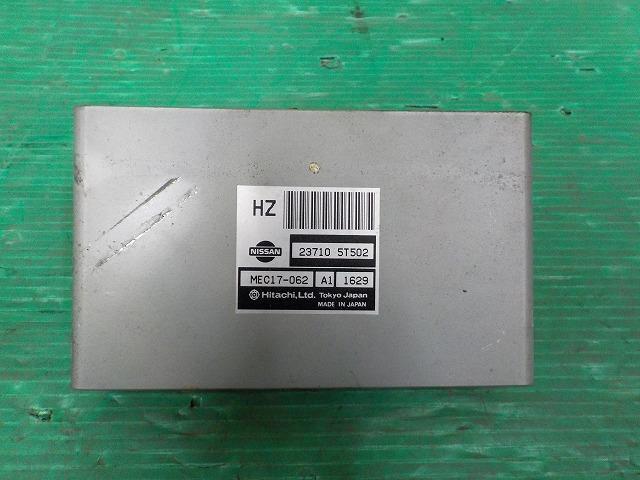 HZ
NISSAN 23710 5T502
MEC17-062 A1 1629
Hitachi,Ltd. Tokyo Japan
MADE IN JAPAN